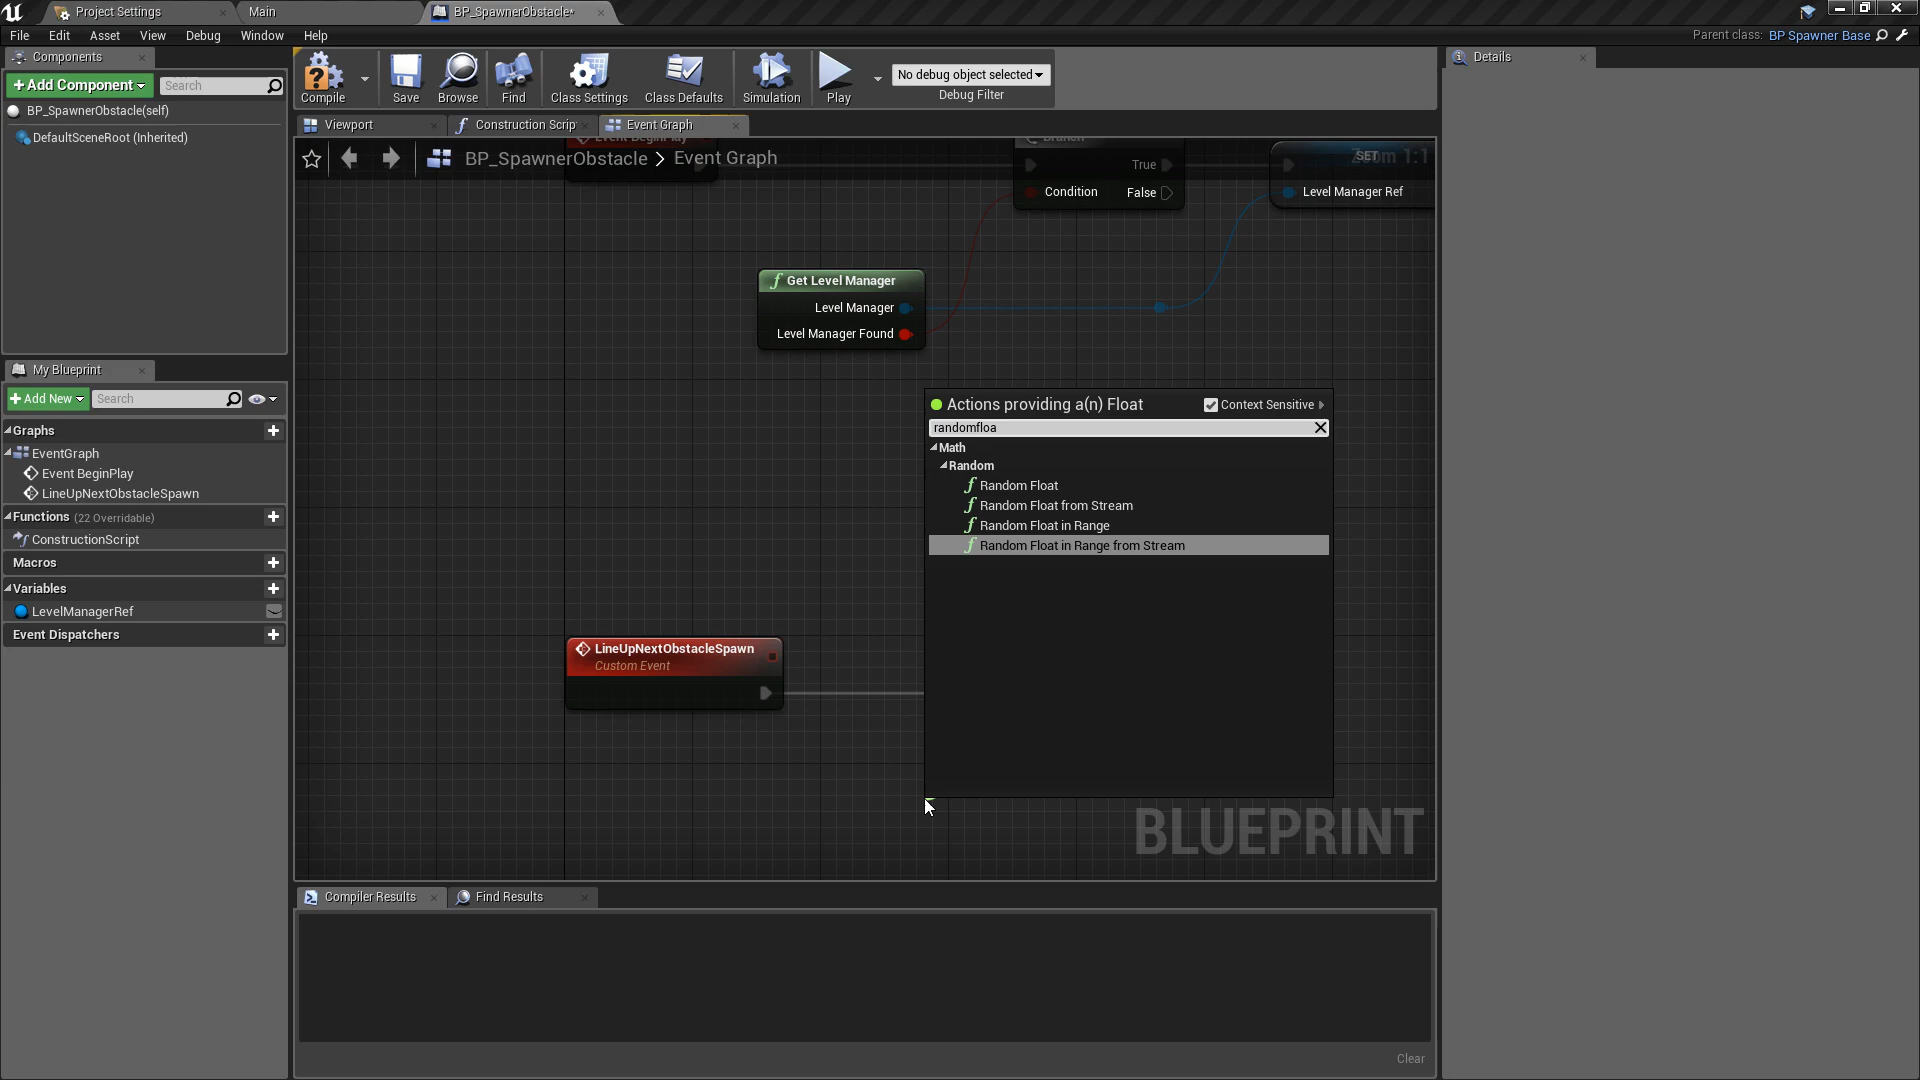 Project Settings
Main
BP_SpawnerObstacle*
File Edit Asset View Debug Window Help
Parent class: BP Spawner Base
Components
+Add Component
Search
BP_SpawnerObstacle(self)
DefaultSceneRoot (Inherited)
Compile
Save
Browse
Find
Class Settings
Class Defaults
Simulation
Play
No debug object selected
Debug Filter
Details
Viewport
Construction Scrip
Event Graph
BP_SpawnerObstacle > Event Graph
Event BeginPlay
Branch
True
Condition
False
SET
Zoom 1:1
Level Manager Ref
Get Level Manager
Level Manager
Level Manager Found
My Blueprint
+Add New
Search
Graphs
EventGraph
Event BeginPlay
LineUpNextObstacleSpawn
Functions (22 Overridable)
ConstructionScript
Macros
Variables
LevelManagerRef
Event Dispatchers
Actions providing a(n) Float
Context Sensitive
randomfloa
Math
Random
Random Float
Random Float from Stream
Random Float in Range
Random Float in Range from Stream
LineUpNextObstacleSpawn
Custom Event
BLUEPRINT
Compiler Results
Find Results
Clear